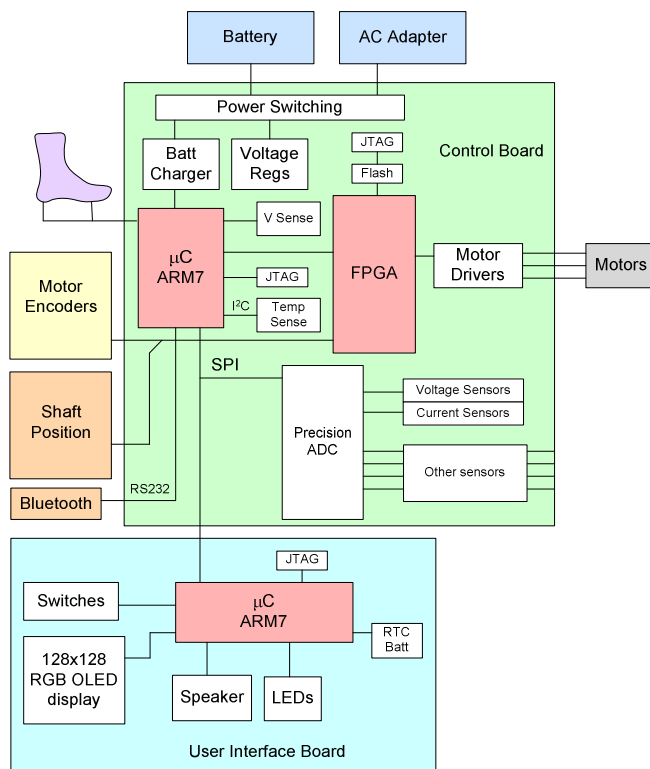 Battery
AC Adapter
Power Switching
Batt
Charger
Voltage
Regs
JTAG
Flash
Control Board
V Sense
μC
ARM7
FPGA
Motor
Drivers
Motors
JTAG
I²C
Temp
Sense
Motor
Encoders
SPI
Shaft
Position
Precision
ADC
Voltage Sensors
Current Sensors
Other sensors
RS232
Bluetooth
JTAG
Switches
μC
ARM7
RTC
Batt
128x128
RGB OLED
display
Speaker
LEDs
User Interface Board